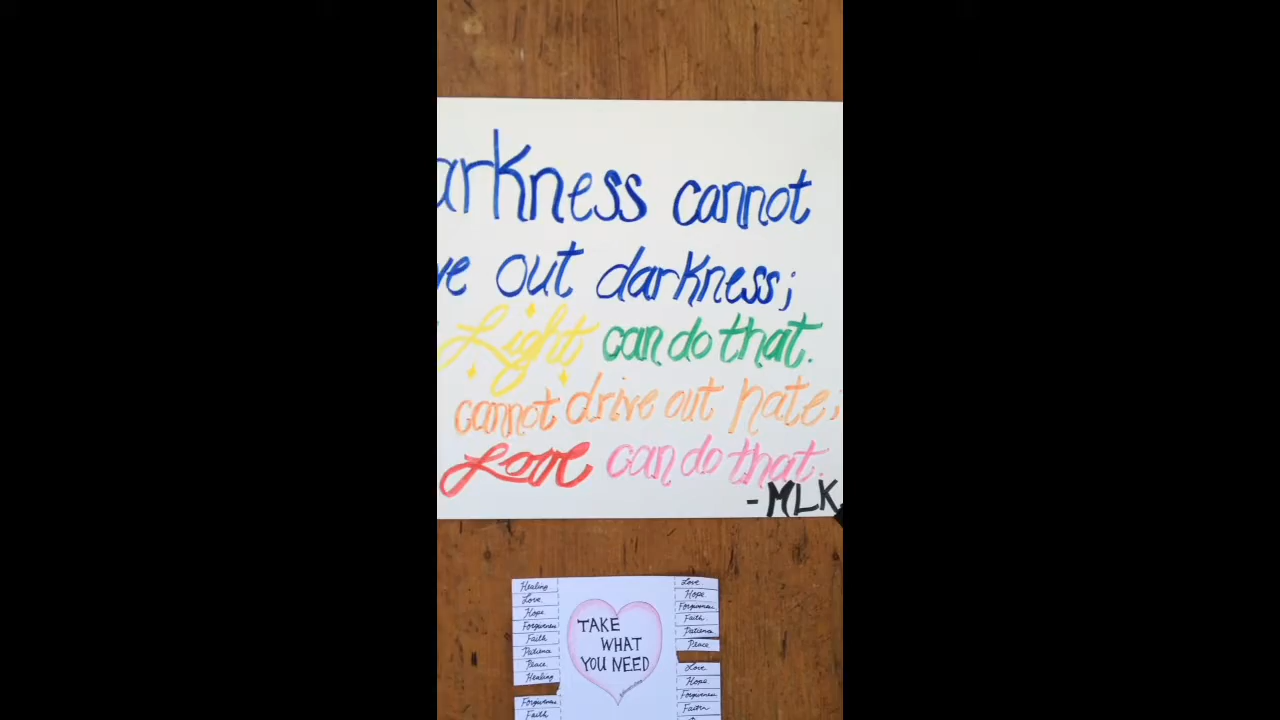 arkness cannot
ve out darkness;
Light can do that.
cannot drive out hate;
Love can do that.
-MLK
TAKE
WHAT
YOU NEED
Healing
Love
Hope
Forgiveness
Faith
Patience
Peace
Healing
Forgiveness
Faith
Love
Hope
Forgiveness
Faith
Patience
Peace
Love
Hope
Forgiveness
Faith